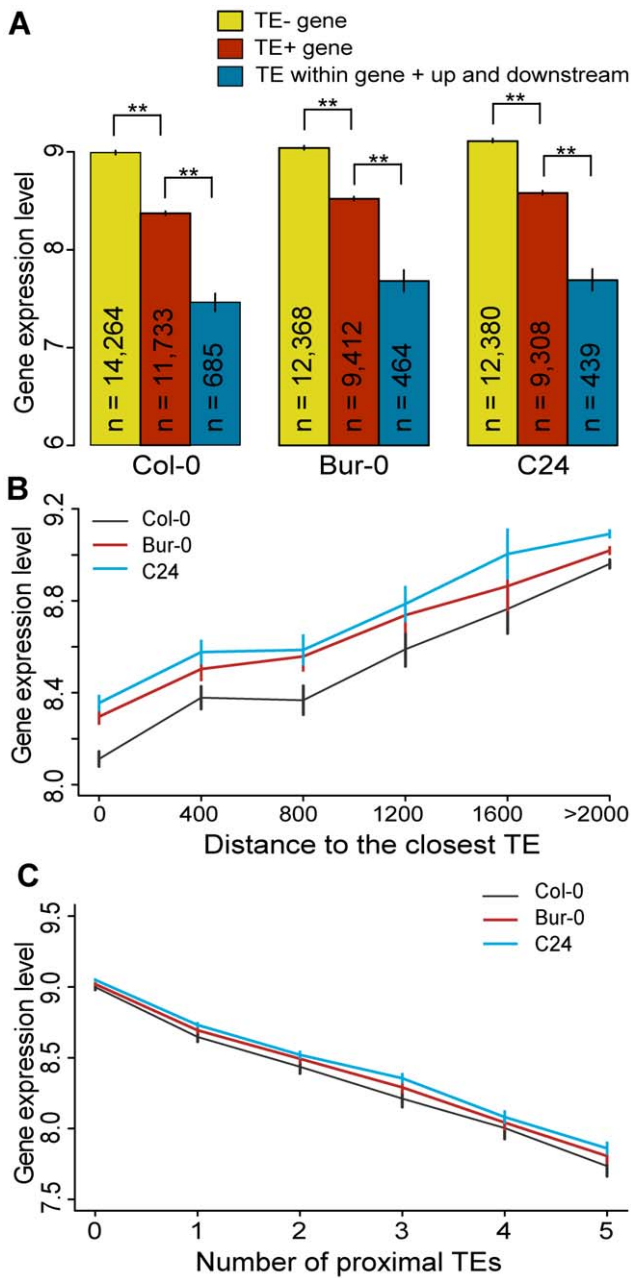 A
TE- gene
TE+ gene
TE within gene + up and downstream
** ** **
** ** **
Gene expression level
9
8
7
6
n = 14,264
n = 11,733
n = 685
n = 12,368
n = 9,412
n = 464
n = 12,380
n = 9,308
n = 439
Col-0 Bur-0 C24
B
Col-0
Bur-0
C24
Gene expression level
9.2
8.8
8.4
8.0
0 400 800 1200 1600 >2000
Distance to the closest TE
C
Col-0
Bur-0
C24
Gene expression level
9.5
9.0
8.5
8.0
7.5
0 1 2 3 4 5
Number of proximal TEs